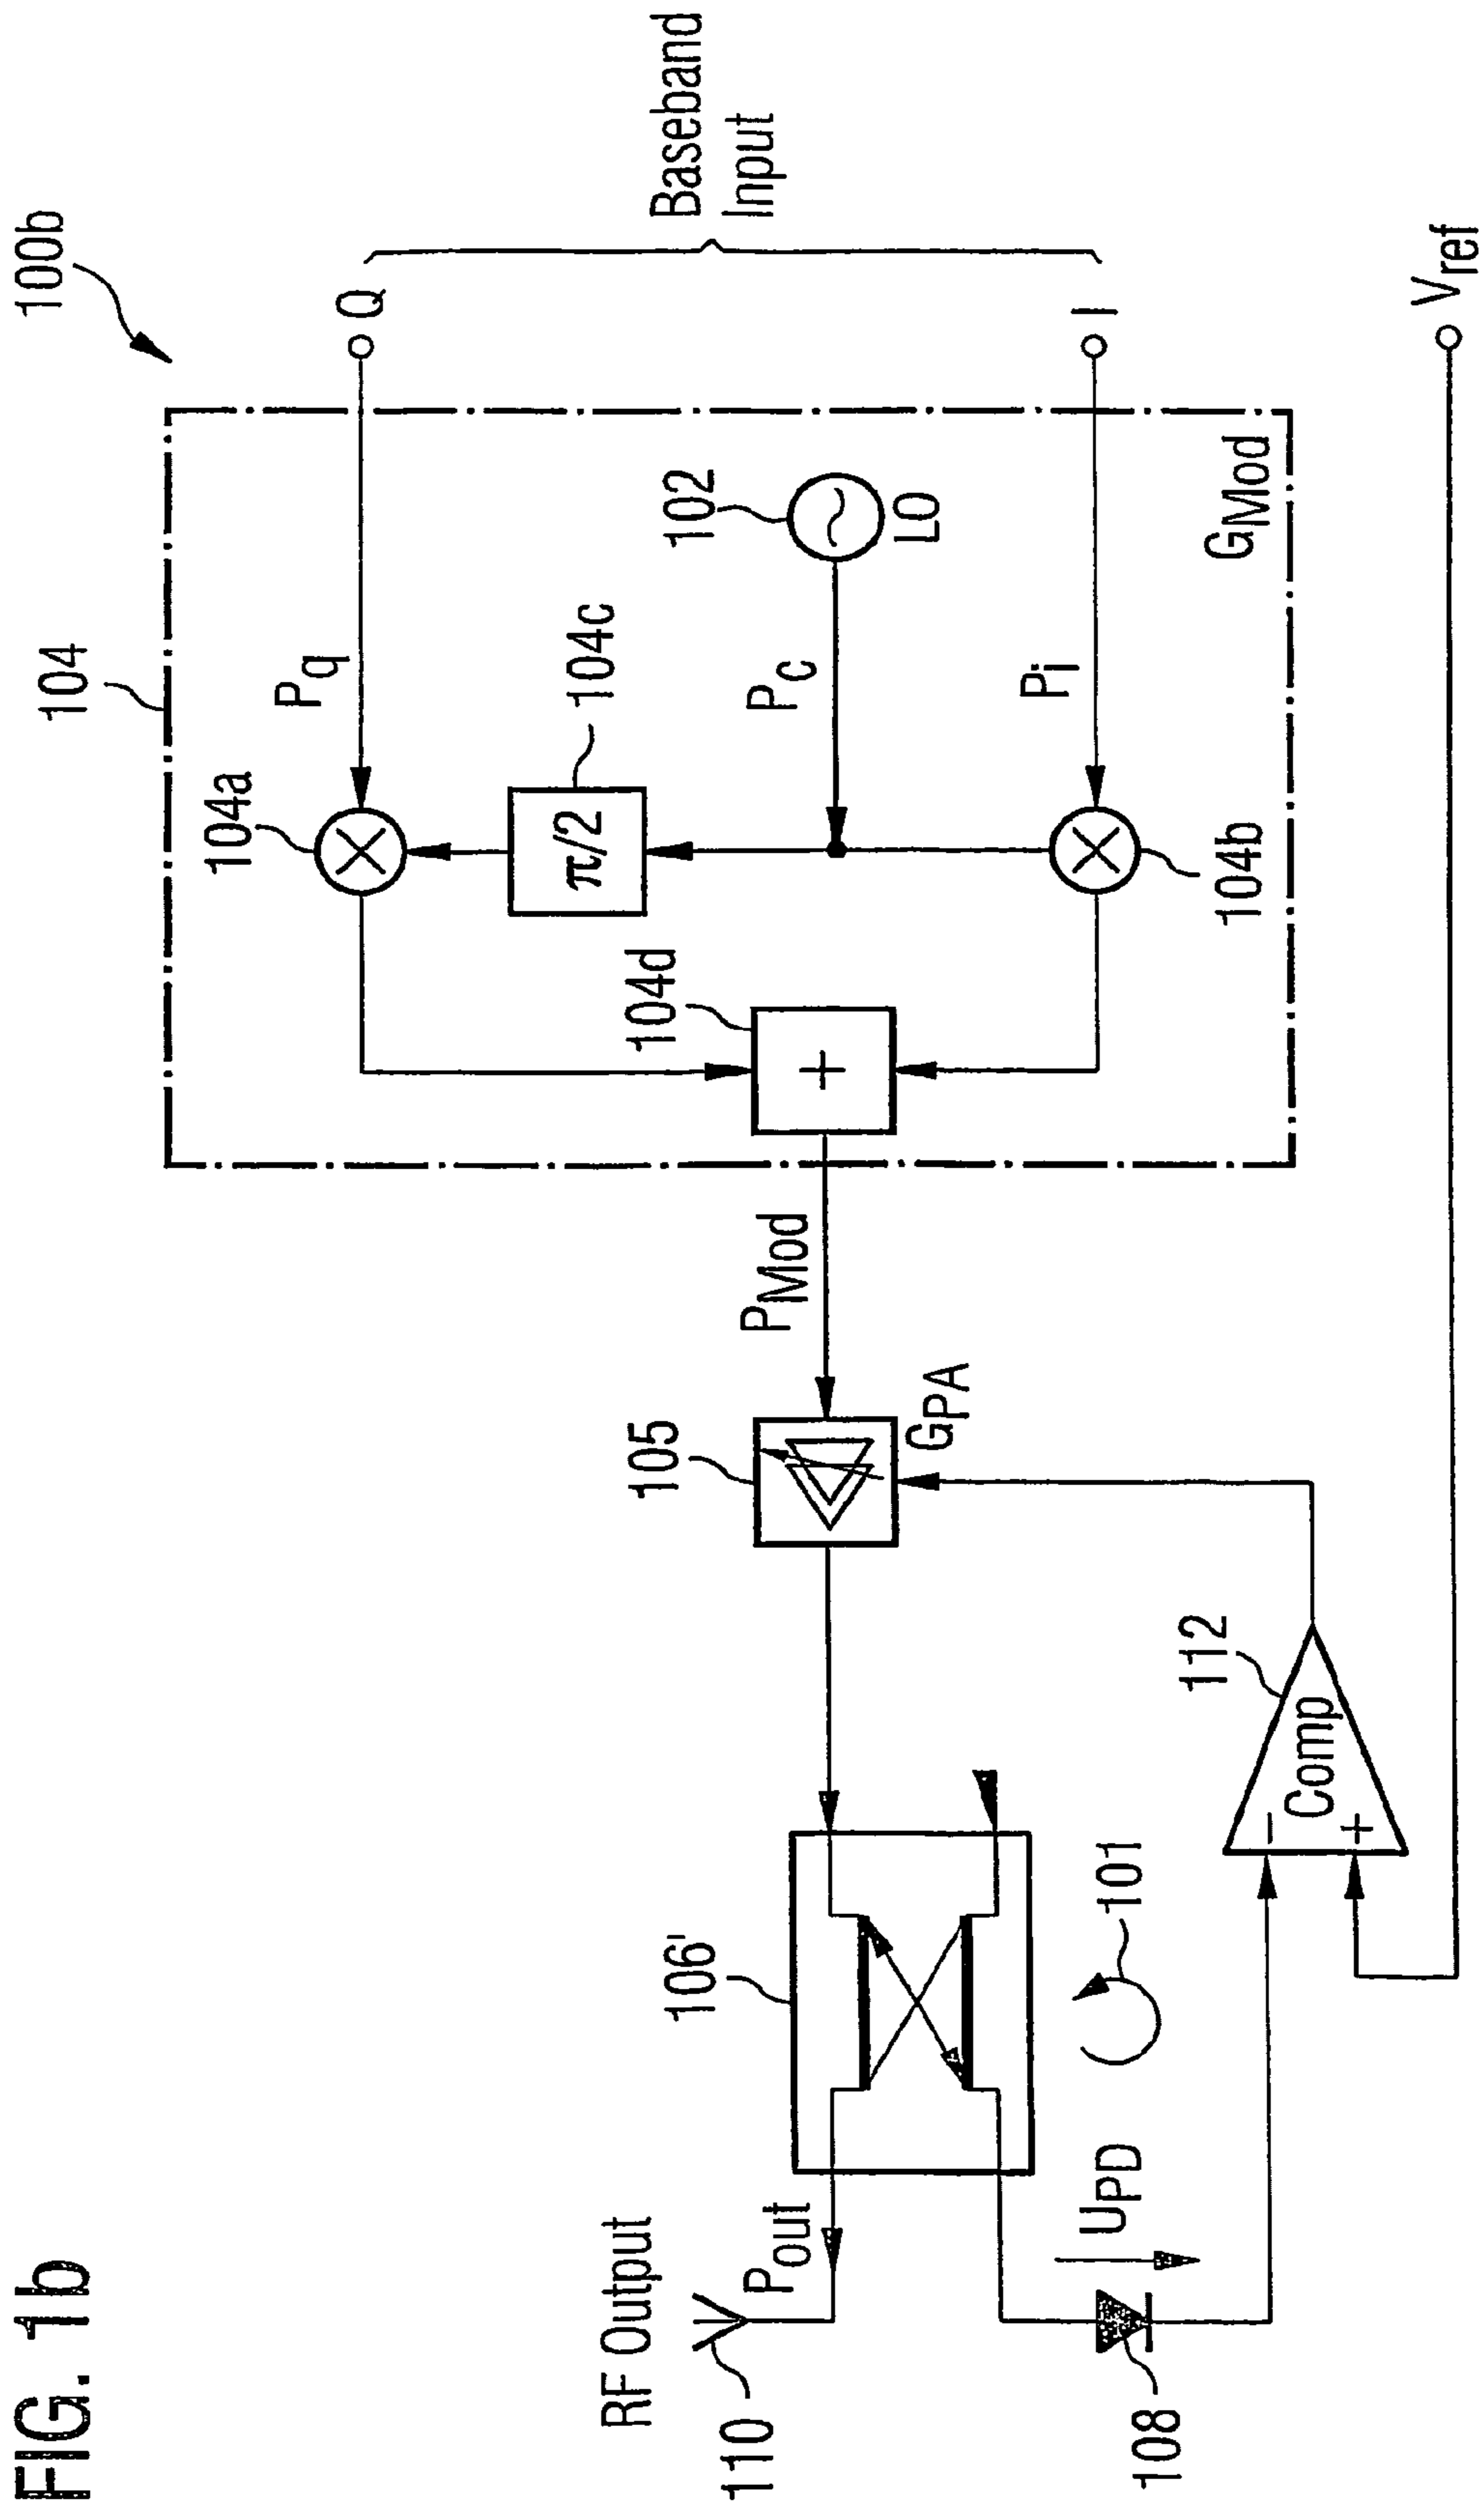 FIG. 1b
100b
104
104a
Pq
Q
104c
π/2
102
LO
Pc
Baseband
Input
104d
+
104b
Pi
I
GMod
PMod
105
GPA
106'
RF Output
110
Pout
101
UPD
108
112
Comp
−
+
Vref